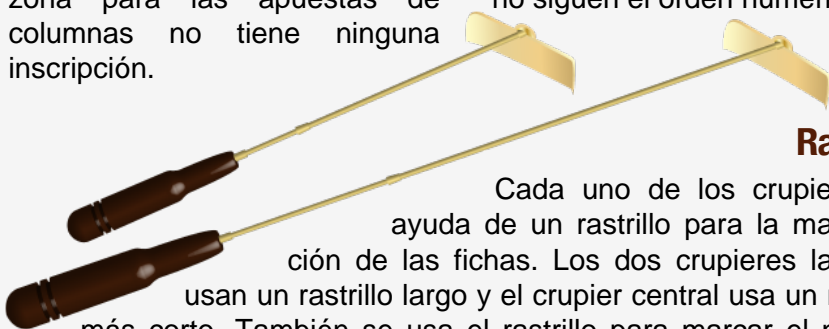 zona para las apuestas de
columnas no tiene ninguna
inscripción.
no siguen el orden numé
Cada uno de los crupie
ayuda de un rastrillo para la ma
ción de las fichas. Los dos crupieres la
usan un rastrillo largo y el crupier central usa un
más corto. También se usa el rastrillo para marcar el